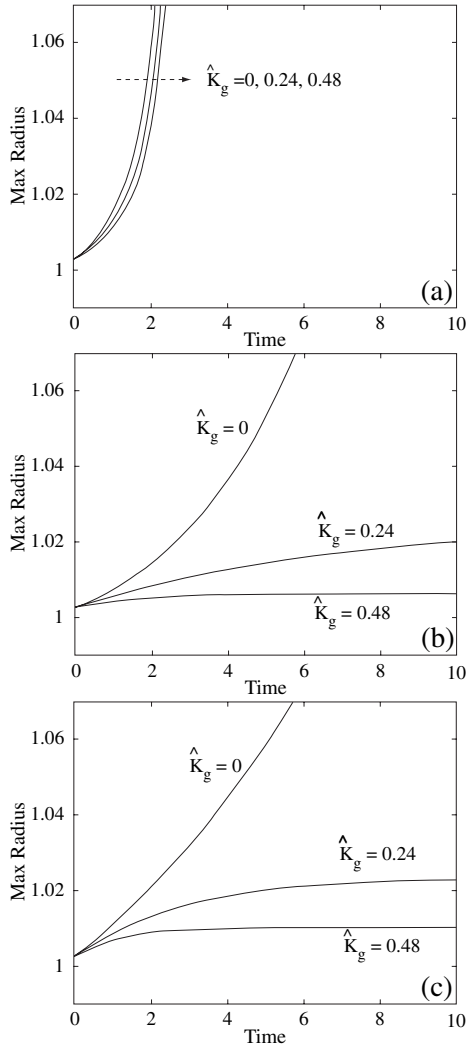 1.06
1.04
1.02
1
Max Radius
K̂g =0, 0.24, 0.48
(a)
0 2 4 6 8 10
Time
1.06
1.04
1.02
1
Max Radius
K̂g = 0
K̂g = 0.24
K̂g = 0.48
(b)
0 2 4 6 8 10
Time
1.06
1.04
1.02
1
Max Radius
K̂g = 0
K̂g = 0.24
K̂g = 0.48
(c)
0 2 4 6 8 10
Time